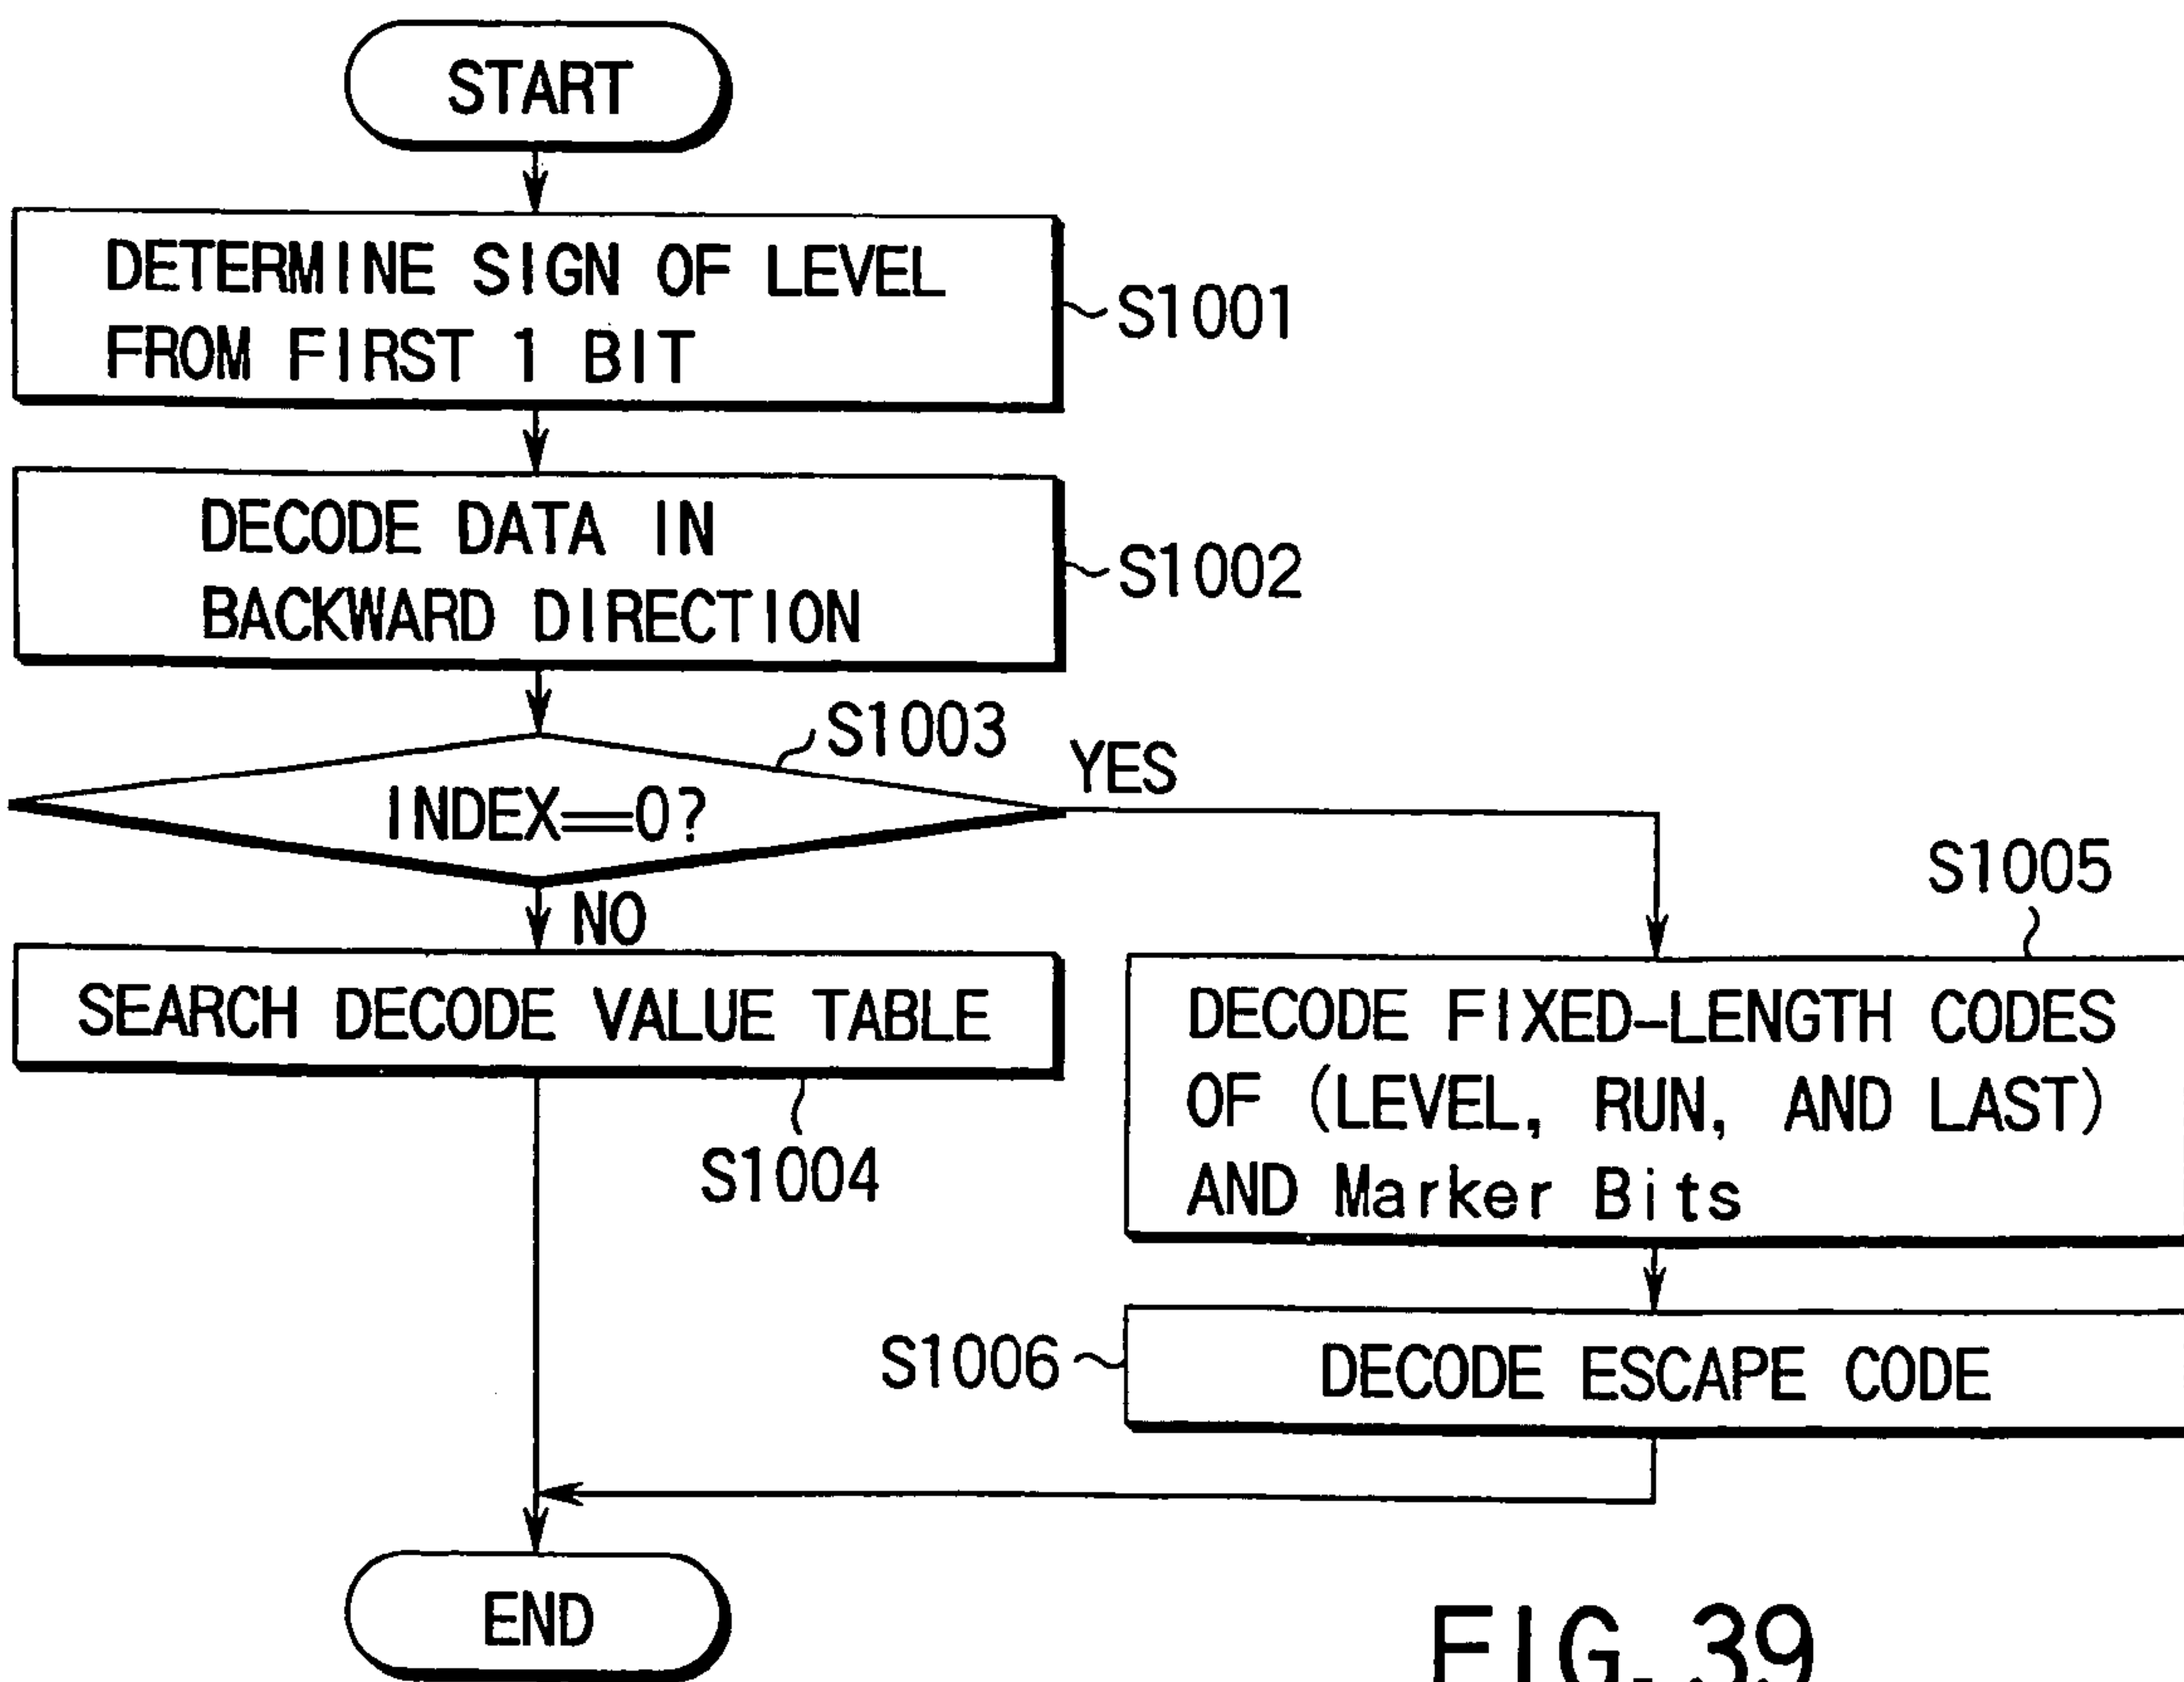 START
DETERMINE SIGN OF LEVEL
FROM FIRST 1 BIT
S1001
DECODE DATA IN
BACKWARD DIRECTION
S1002
S1003
INDEX==0?
YES
NO
SEARCH DECODE VALUE TABLE
S1004
S1005
DECODE FIXED-LENGTH CODES
OF (LEVEL, RUN, AND LAST)
AND Marker Bits
S1006
DECODE ESCAPE CODE
END
FIG. 39